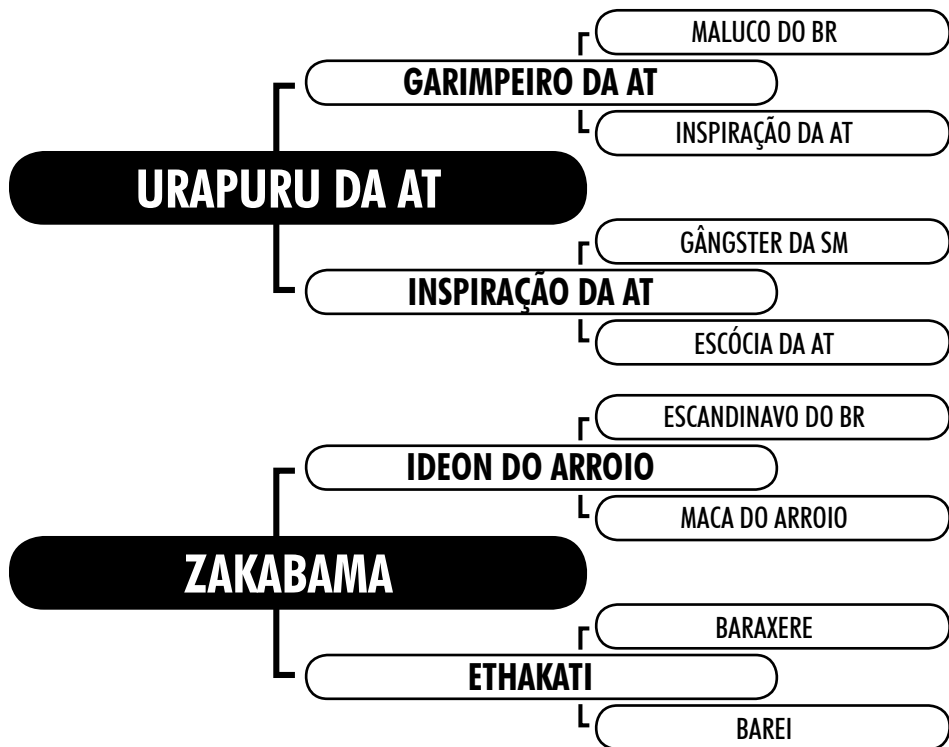 MALUCO DO BR
GARIMPEIRO DA AT
INSPIRAÇÃO DA AT
URAPURU DA AT
GÂNGSTER DA SM
INSPIRAÇÃO DA AT
ESCÓCIA DA AT
ESCANDINAVO DO BR
IDEON DO ARROIO
MACA DO ARROIO
ZAKABAMA
BARAXERE
ETHAKATI
BAREI